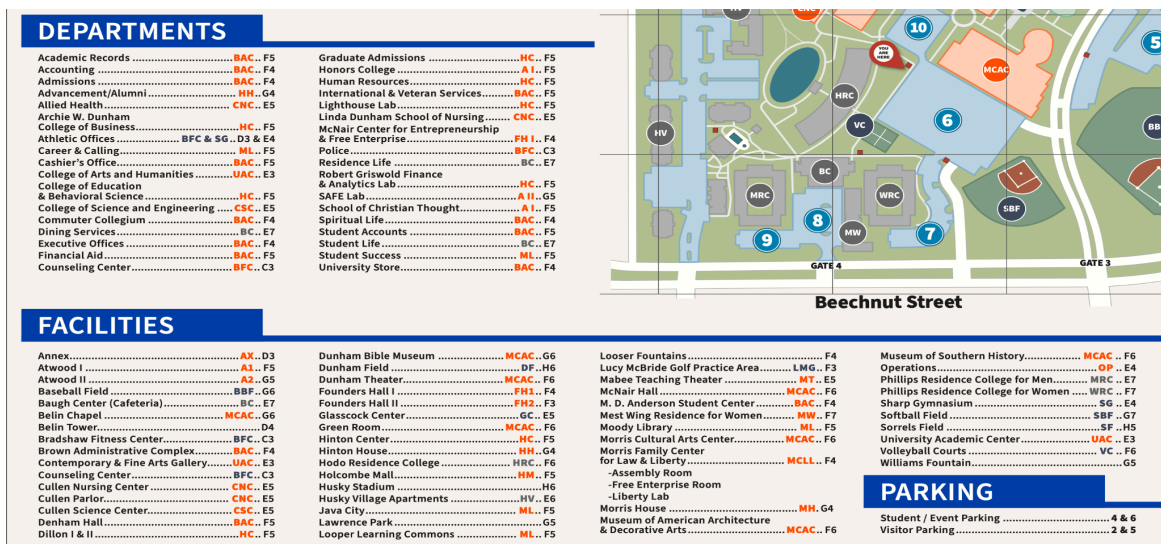 DEPARTMENTS
Academic Records BAC.. F5
Accounting BAC.. F4
Admissions BAC.. F4
Advancement/Alumni HH..G4
Allied Health CNC.. E5
Archie W. Dunham
College of Business HC.. F5
Athletic Offices BFC & SG..D3 & E4
Career & Calling ML .. F5
Cashier's Office BAC.. F5
College of Arts and Humanities UAC.. E3
College of Education
& Behavioral Science HC.. F5
College of Science and Engineering CSC.. E5
Commuter Collegium BAC.. F4
Dining Services BC.. E7
Executive Offices BAC.. F4
Financial Aid BAC.. F5
Counseling Center BFC.. C3
Graduate Admissions HC.. F5
Honors College A I.. F5
Human Resources HC.. F5
International & Veteran Services BAC.. F5
Lighthouse Lab HC.. F5
Linda Dunham School of Nursing CNC.. E5
McNair Center for Entrepreneurship
& Free Enterprise FH I.. F4
Police BFC.. C3
Residence Life BC.. E7
Robert Griswold Finance
& Analytics Lab HC.. F5
SAFE Lab A II..G5
School of Christian Thought A I.. F5
Spiritual Life BAC.. F4
Student Accounts BAC.. F5
Student Life BC.. E7
Student Success ML .. F5
University Store BAC.. F4
10
5
YOU ARE HERE
MCAC
HRC
6
HV
VC
BB
BC
MRC
WRC
SBF
8
9
MW
7
GATE 4
GATE 3
Beechnut Street
FACILITIES
Annex AX..D3
Atwood I A1.. F5
Atwood II A2..G5
Baseball Field BBF..G6
Baugh Center (Cafeteria) BC.. E7
Belin Chapel MCAC..G6
Belin Tower D4
Bradshaw Fitness Center BFC.. C3
Brown Administrative Complex BAC.. F4
Contemporary & Fine Arts Gallery UAC.. E3
Counseling Center BFC.. C3
Cullen Nursing Center CNC.. E5
Cullen Parlor CNC.. E5
Cullen Science Center CSC.. E5
Denham Hall BAC.. F5
Dillon I & II HC.. F5
Dunham Bible Museum MCAC..G6
Dunham Field DF..H6
Dunham Theater MCAC.. F6
Founders Hall I FH1.. F4
Founders Hall II FH2.. F3
Glasscock Center GC.. E5
Green Room MCAC.. F6
Hinton Center HC.. F5
Hinton House HH..G4
Hodo Residence College HRC.. F6
Holcombe Mall HM.. F5
Husky Stadium H6
Husky Village Apartments HV.. E6
Java City ML.. F5
Lawrence Park G5
Looper Learning Commons ML.. F5
Looser Fountains F4
Lucy McBride Golf Practice Area LMG.. F3
Mabee Teaching Theater MT.. E5
McNair Hall MCAC.. F6
M. D. Anderson Student Center BAC.. F4
Mest Wing Residence for Women MW.. F7
Moody Library ML.. F5
Morris Cultural Arts Center MCAC.. F6
Morris Family Center
for Law & Liberty MCLL.. F4
-Assembly Room
-Free Enterprise Room
-Liberty Lab
Morris House MH. G4
Museum of American Architecture
& Decorative Arts MCAC.. F6
Museum of Southern History MCAC .. F6
Operations OP.. E4
Phillips Residence College for Men MRC.. E7
Phillips Residence College for Women WRC.. F7
Sharp Gymnasium SG .. E4
Softball Field SBF ..G7
Sorrels Field SF ..H5
University Academic Center UAC .. E3
Volleyball Courts VC .. F6
Williams Fountain G5
PARKING
Student / Event Parking 4 & 6
Visitor Parking 2 & 5